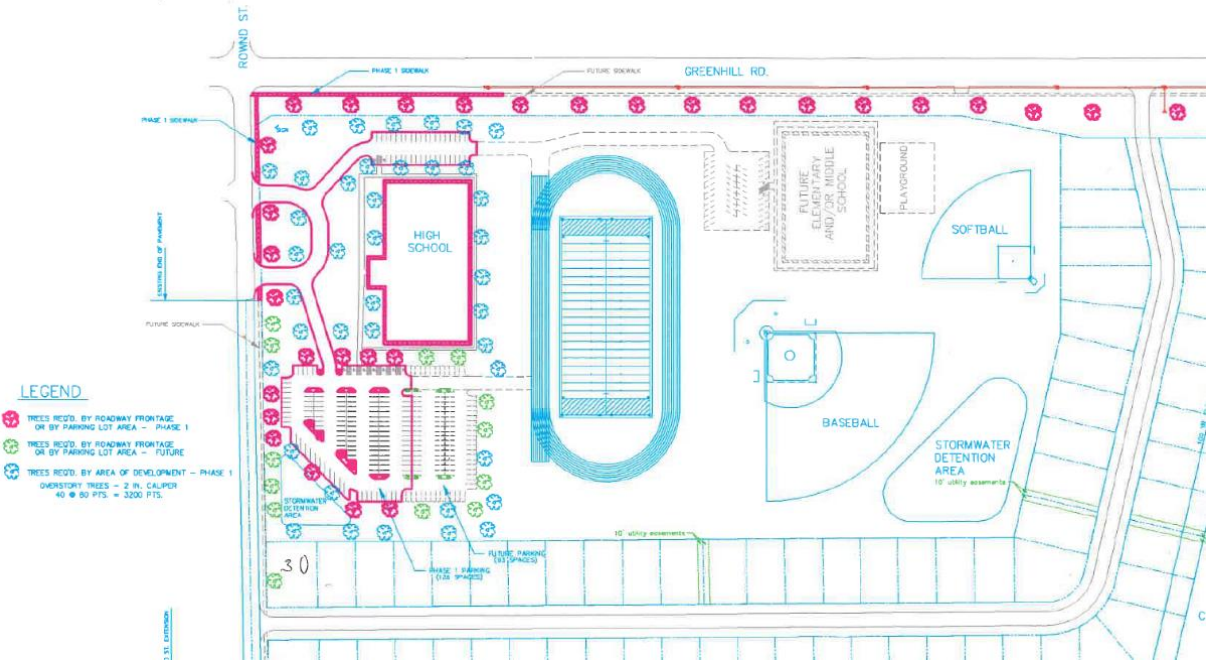 ROWND ST.
PHASE 1 SIDEWALK
FUTURE SIDEWALK
GREENHILL RD.
PHASE 1 SIDEWALK
EXISTING END OF PAVEMENT
FUTURE SIDEWALK
HIGH
SCHOOL
FUTURE
ELEMENTARY
AND/OR MIDDLE
SCHOOL
PLAYGROUND
SOFTBALL
BASEBALL
STORMWATER
DETENTION
AREA
10' utility easements
LEGEND
TREES REQ'D. BY ROADWAY FRONTAGE
OR BY PARKING LOT AREA - PHASE 1
TREES REQ'D. BY ROADWAY FRONTAGE
OR BY PARKING LOT AREA - FUTURE
TREES REQ'D. BY AREA OF DEVELOPMENT - PHASE 1
OVERSTORY TREES - 2 IN. CALIPER
40 @ 80 PTS. = 3200 PTS.
STORMWATER
DETENTION
AREA
10' utility easements
FUTURE PARKING
(83 SPACES)
PHASE 1 PARKING
SPACES)
30
ST. EXTENSION
C